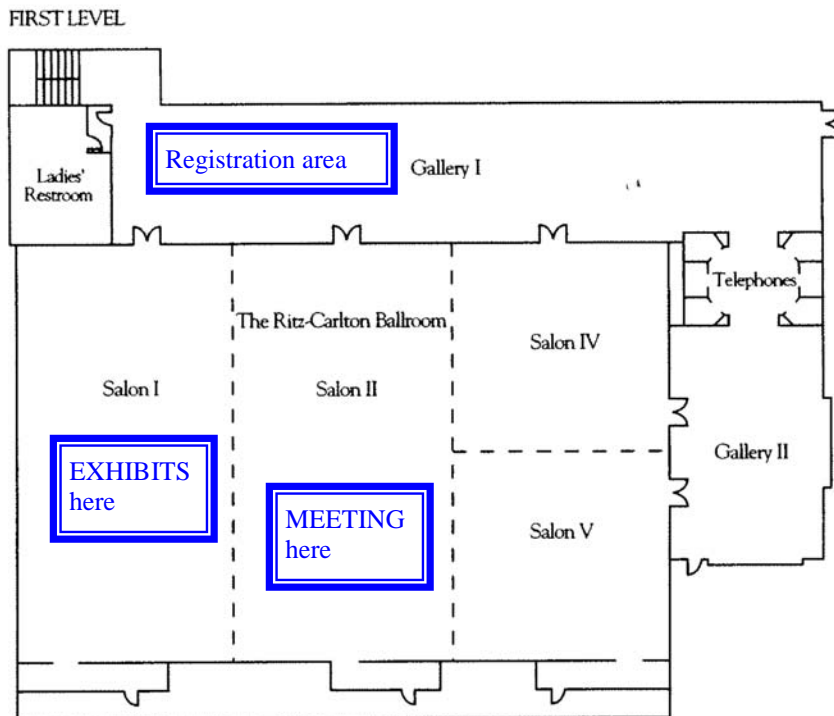 FIRST LEVEL
Registration area
Gallery I
Ladies'
Restroom
Telephones
The Ritz-Carlton Ballroom
Salon IV
Salon I
Salon II
EXHIBITS
here
Gallery II
MEETING
here
Salon V